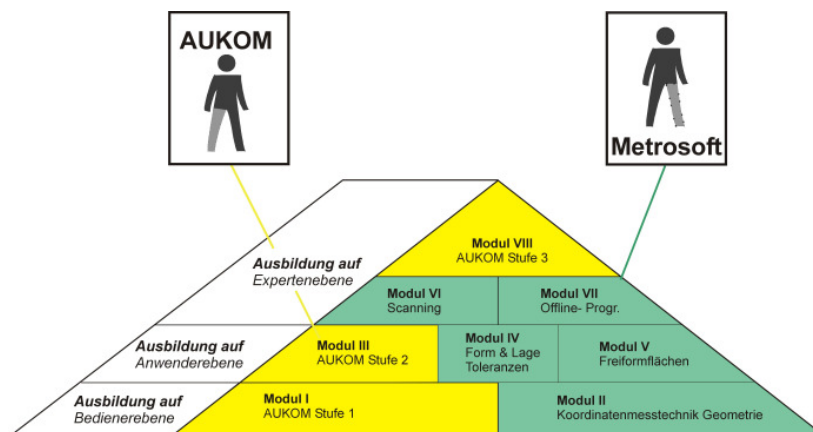 AUKOM
Metrosoft
Modul VIII
AUKOM Stufe 3
Ausbildung auf
Expertenebene
Modul VI
Scanning
Modul VII
Offline- Progr.
Ausbildung auf
Anwenderebene
Modul III
AUKOM Stufe 2
Modul IV
Form & Lage
Toleranzen
Modul V
Freiformflächen
Ausbildung auf
Bedienerebene
Modul I
AUKOM Stufe 1
Modul II
Koordinatenmesstechnik Geometrie